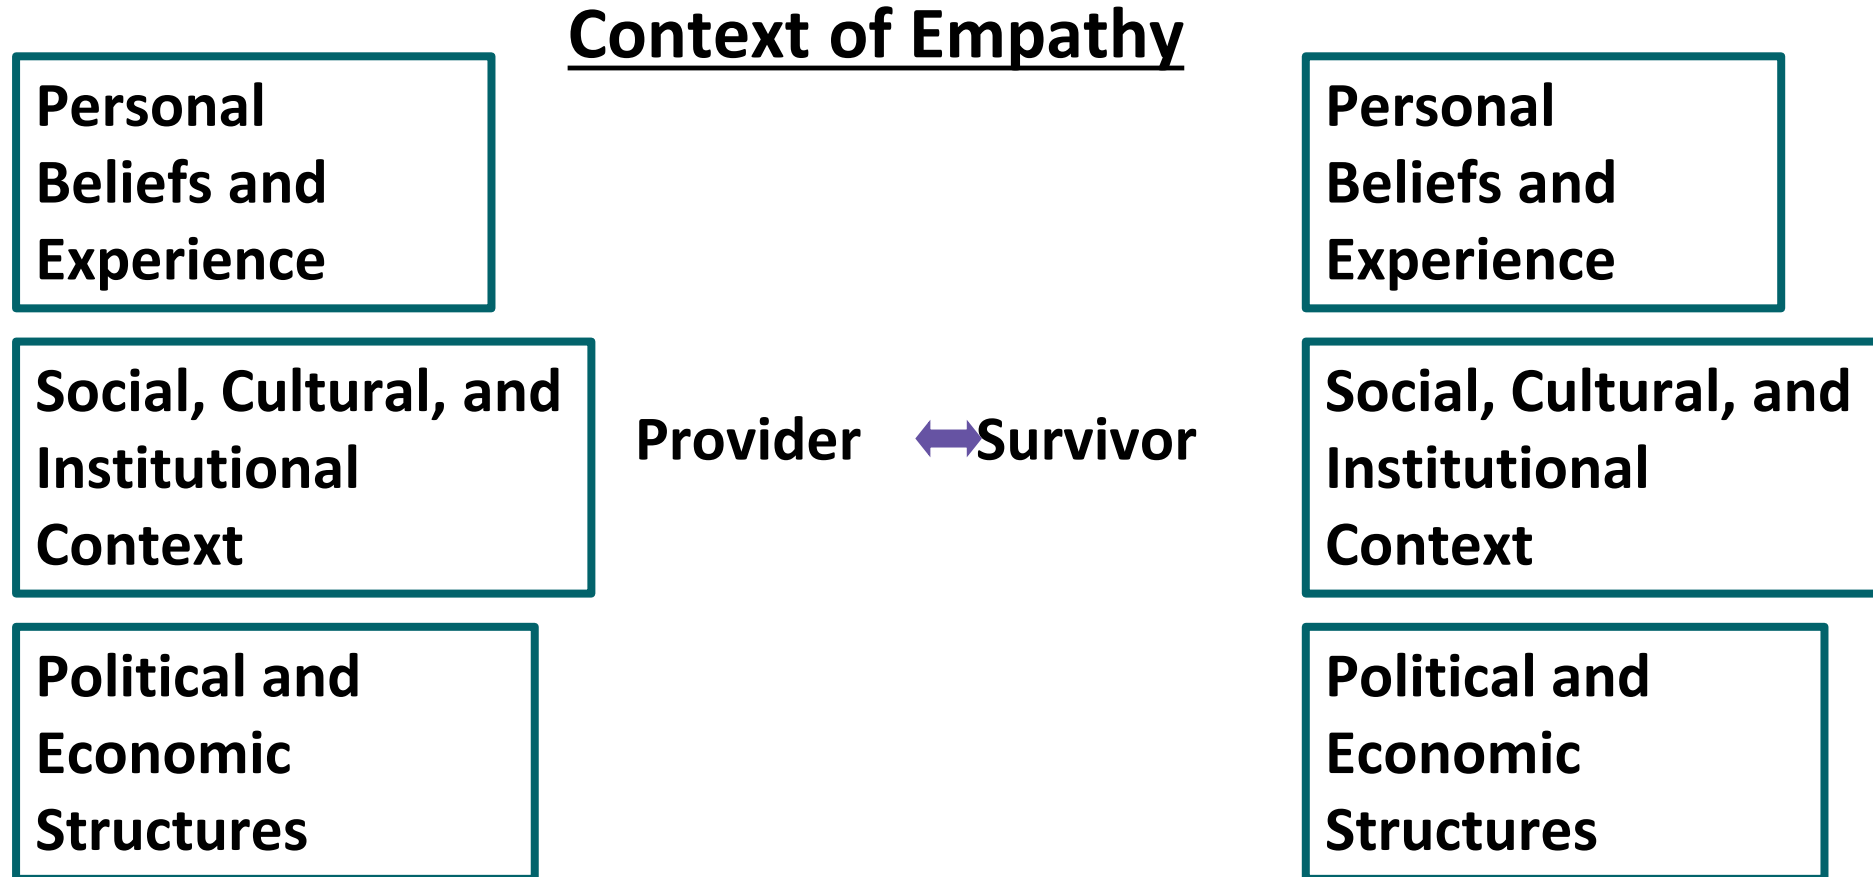 Context of Empathy
Personal
Beliefs and
Experience
Social, Cultural, and
Institutional
Context
Political and
Economic
Structures
Provider
Survivor
Personal
Beliefs and
Experience
Social, Cultural, and
Institutional
Context
Political and
Economic
Structures